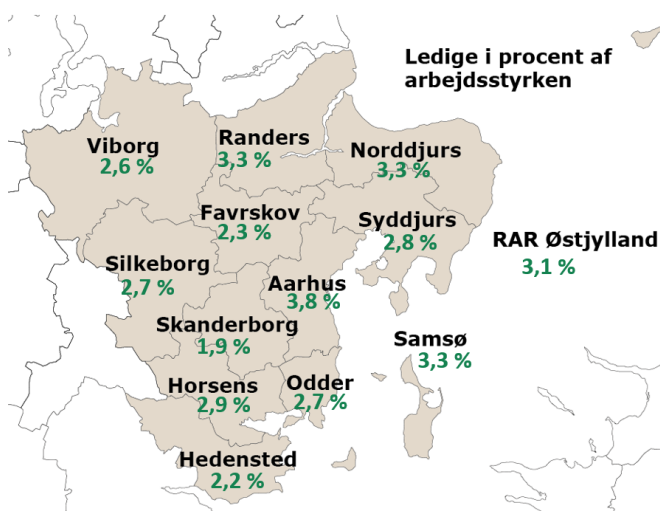 Ledige i procent af
arbejdsstyrken
Viborg
2,6 %
Randers
3,3 %
Norddjurs
3,3 %
Favrskov
2,3 %
Syddjurs
2,8 %
RAR Østjylland
3,1 %
Silkeborg
2,7 %
Aarhus
3,8 %
Skanderborg
1,9 %
Samsø
3,3 %
Horsens
2,9 %
Odder
2,7 %
Hedensted
2,2 %